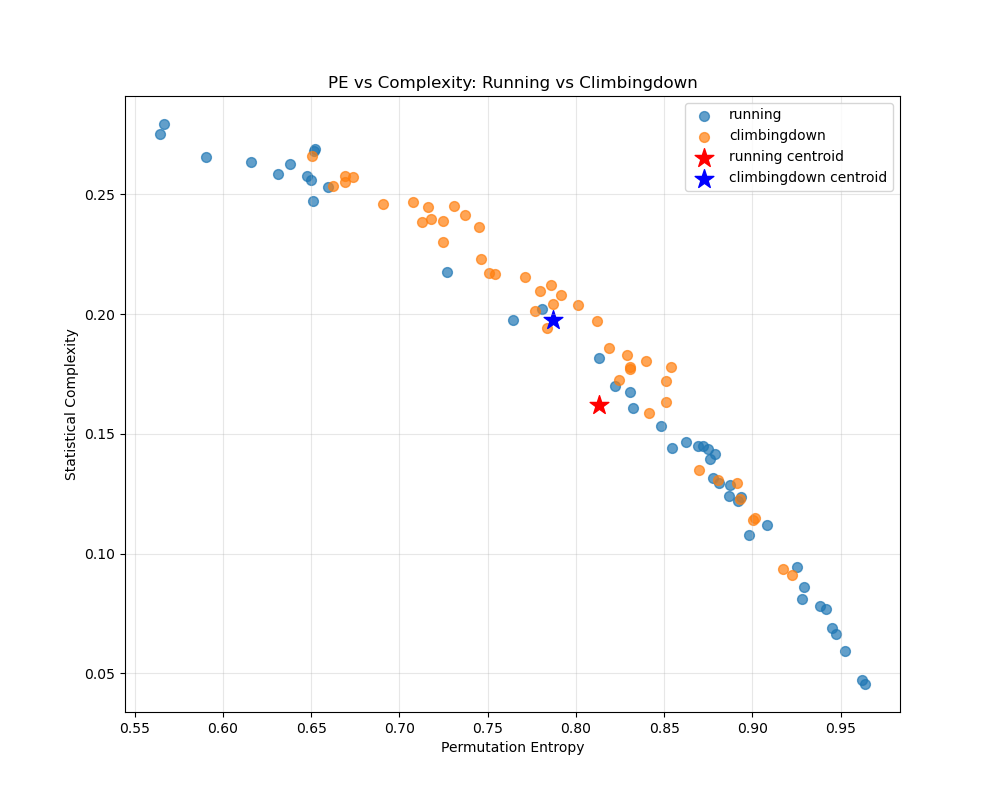 PE vs Complexity: Running vs Climbingdown
running
climbingdown
running centroid
climbingdown centroid
Statistical Complexity
0.25
0.20
0.15
0.10
0.05
0.55 0.60 0.65 0.70 0.75 0.80 0.85 0.90 0.95
Permutation Entropy